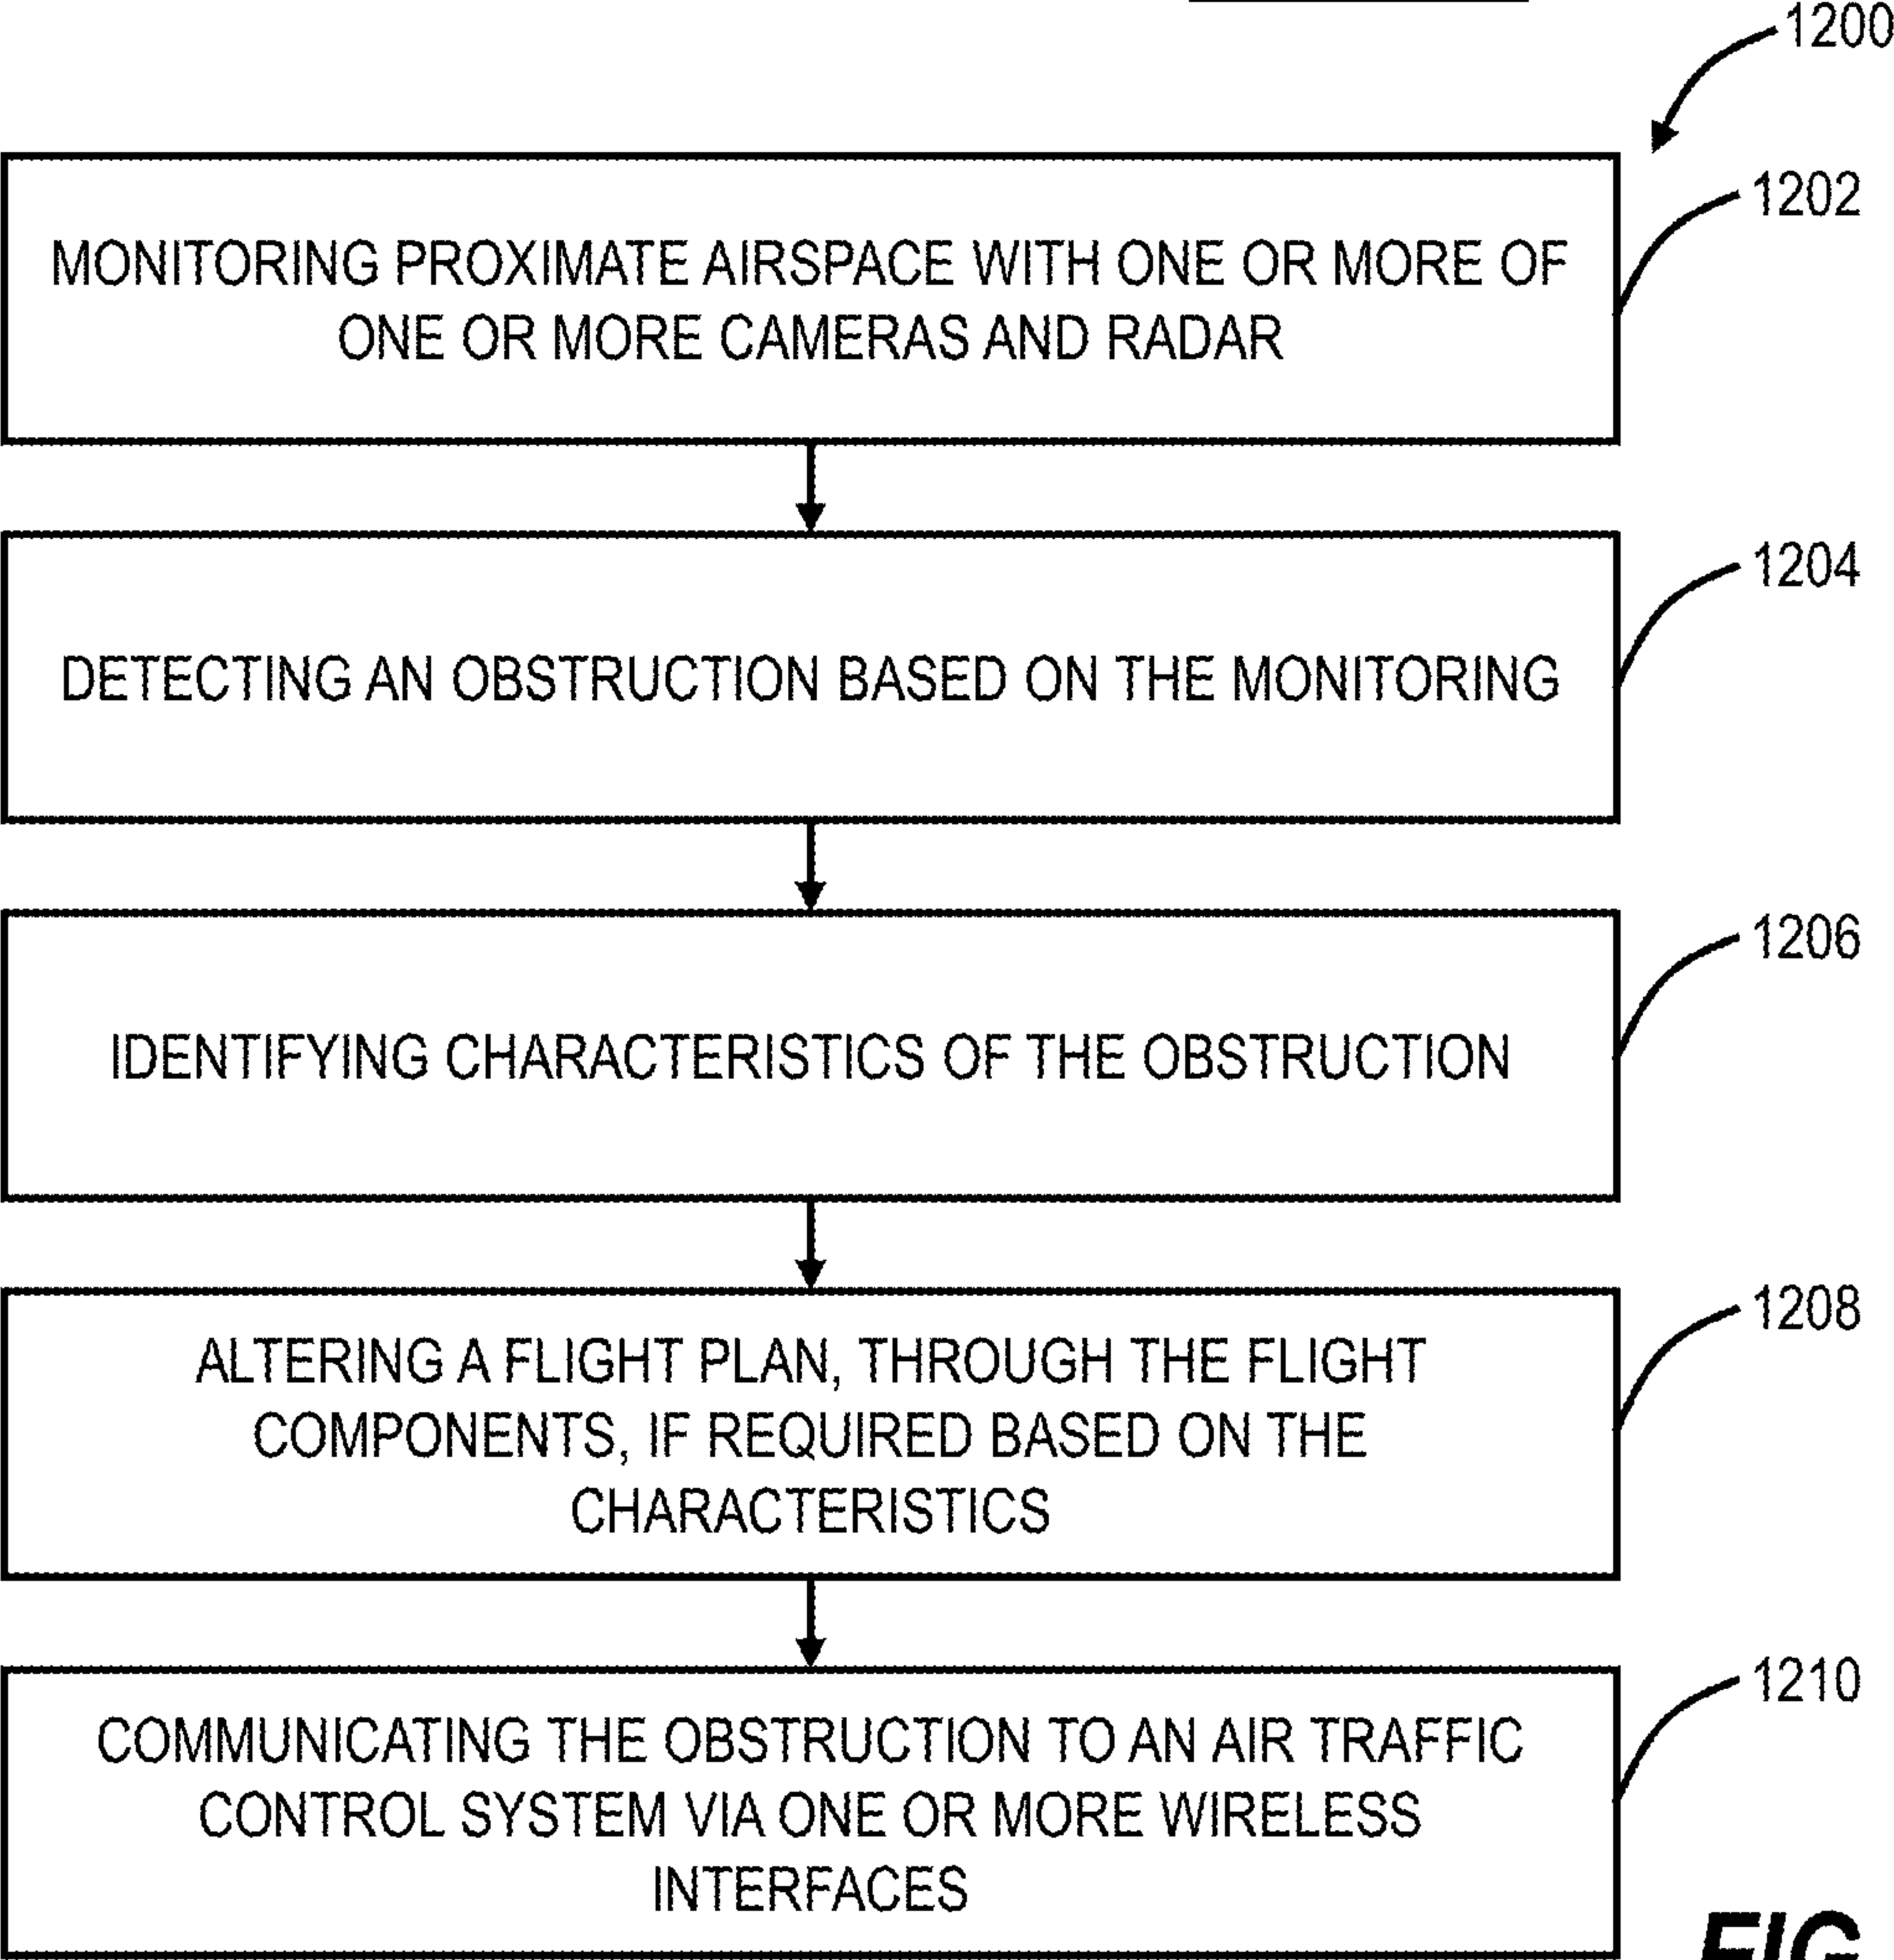 1200
1202
MONITORING PROXIMATE AIRSPACE WITH ONE OR MORE OF
ONE OR MORE CAMERAS AND RADAR
1204
DETECTING AN OBSTRUCTION BASED ON THE MONITORING
1206
IDENTIFYING CHARACTERISTICS OF THE OBSTRUCTION
1208
ALTERING A FLIGHT PLAN, THROUGH THE FLIGHT
COMPONENTS, IF REQUIRED BASED ON THE
CHARACTERISTICS
1210
COMMUNICATING THE OBSTRUCTION TO AN AIR TRAFFIC
CONTROL SYSTEM VIA ONE OR MORE WIRELESS
INTERFACES
FIG